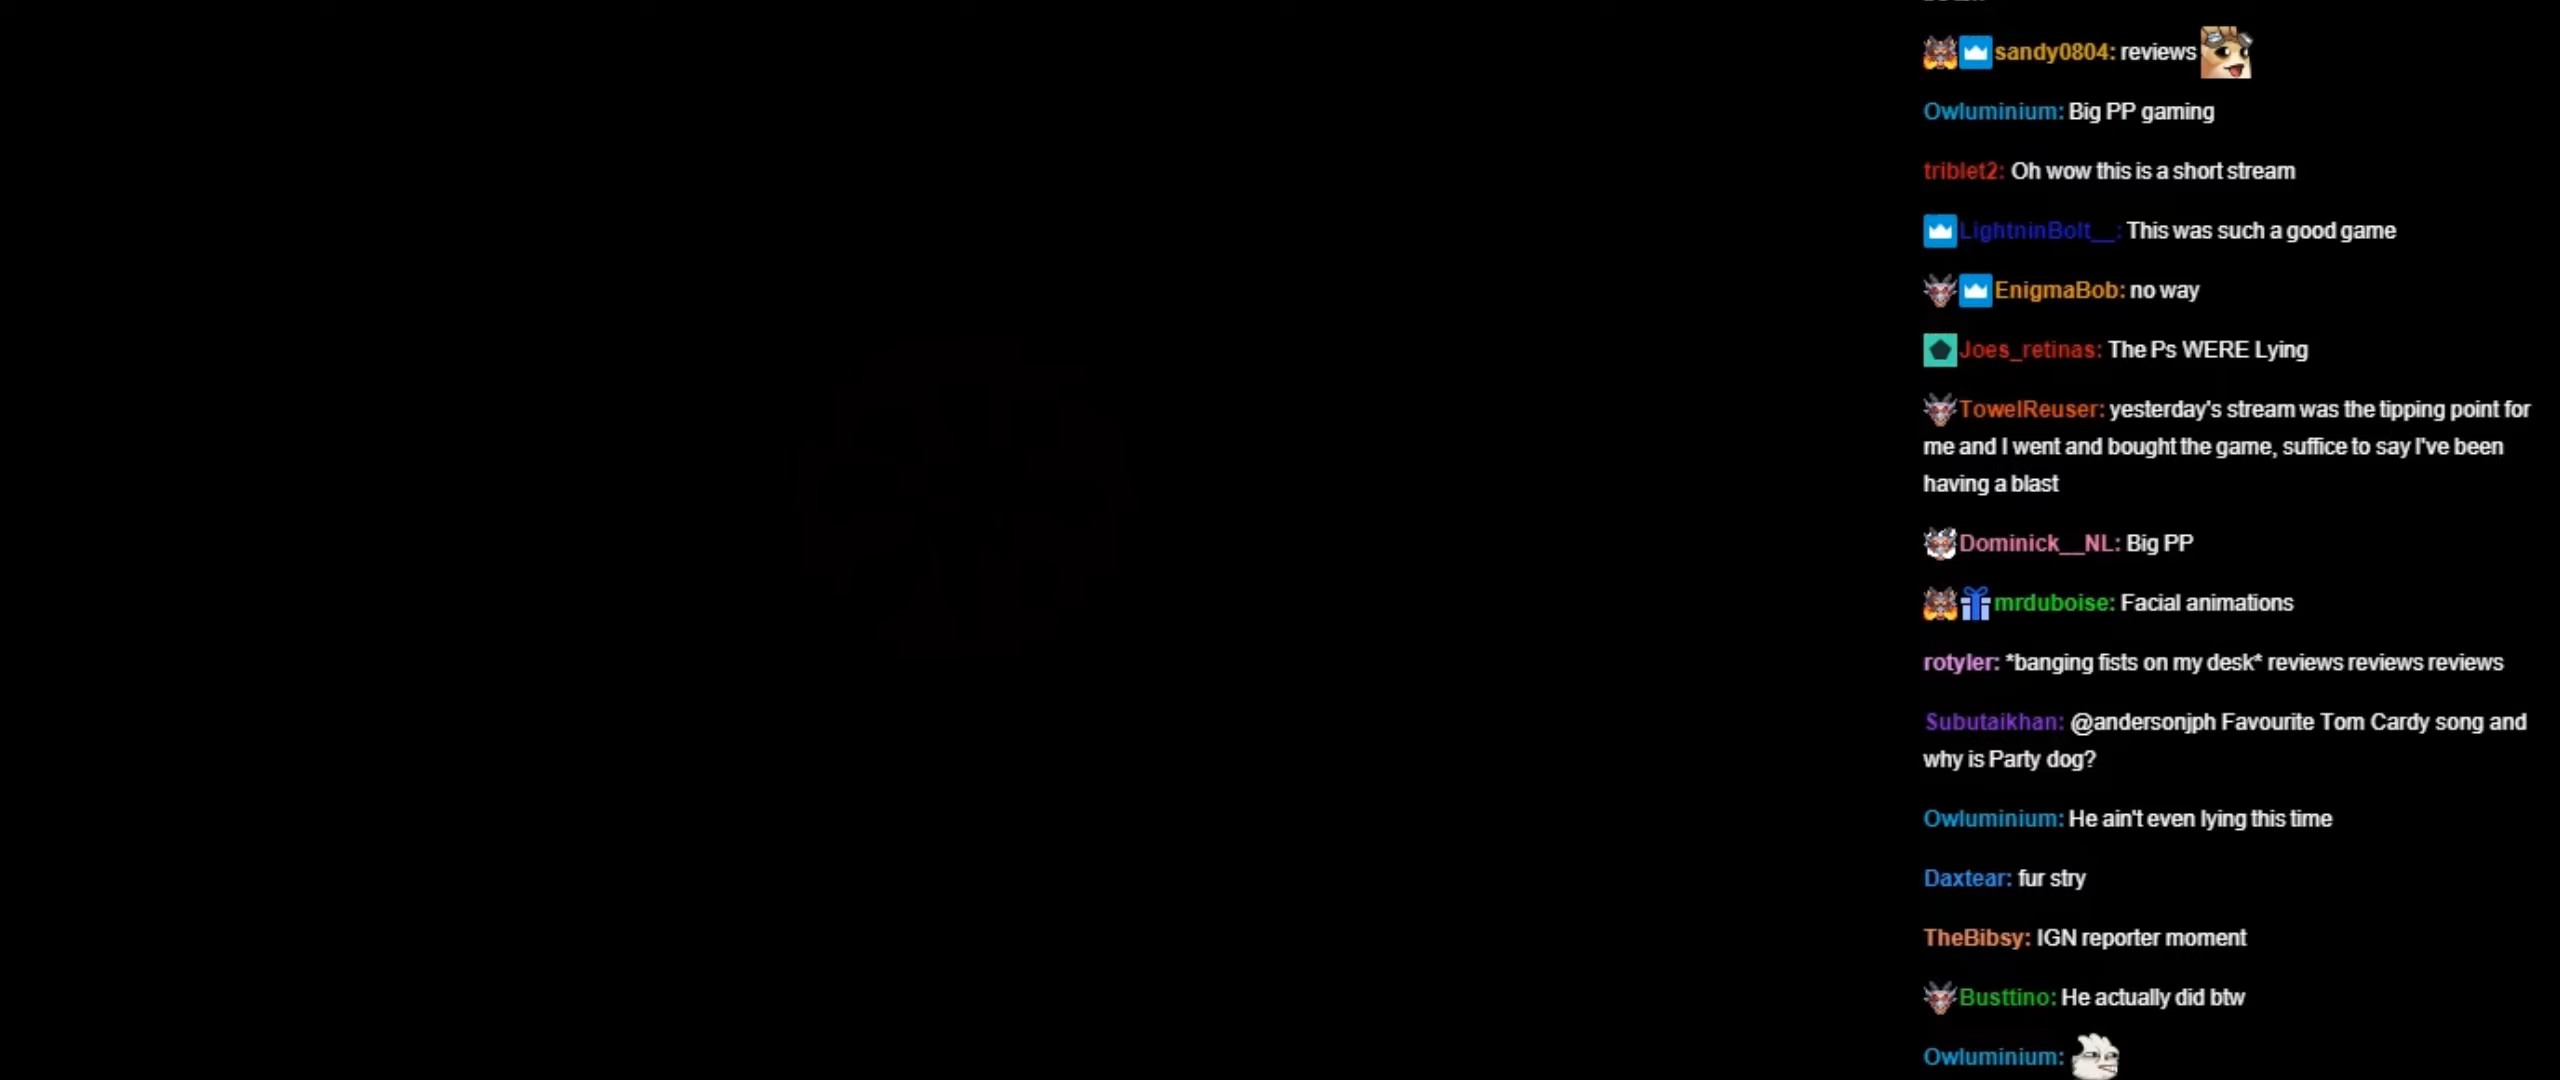 sandy0804: reviews
Owluminium: Big PP gaming
triblet2: Oh wow this is a short stream
LightninBolt__: This was such a good game
EnigmaBob: no way
Joes_retinas: The Ps WERE Lying
TowelReuser: yesterday's stream was the tipping point for
me and I went and bought the game, suffice to say I've been
having a blast
Dominick__NL: Big PP
mrduboise: Facial animations
rotyler: *banging fists on my desk* reviews reviews reviews
Subutaikhan: @andersonjph Favourite Tom Cardy song and
why is Party dog?
Owluminium: He ain't even lying this time
Daxtear: fur stry
TheBibsy: IGN reporter moment
Busttino: He actually did btw
Owluminium: